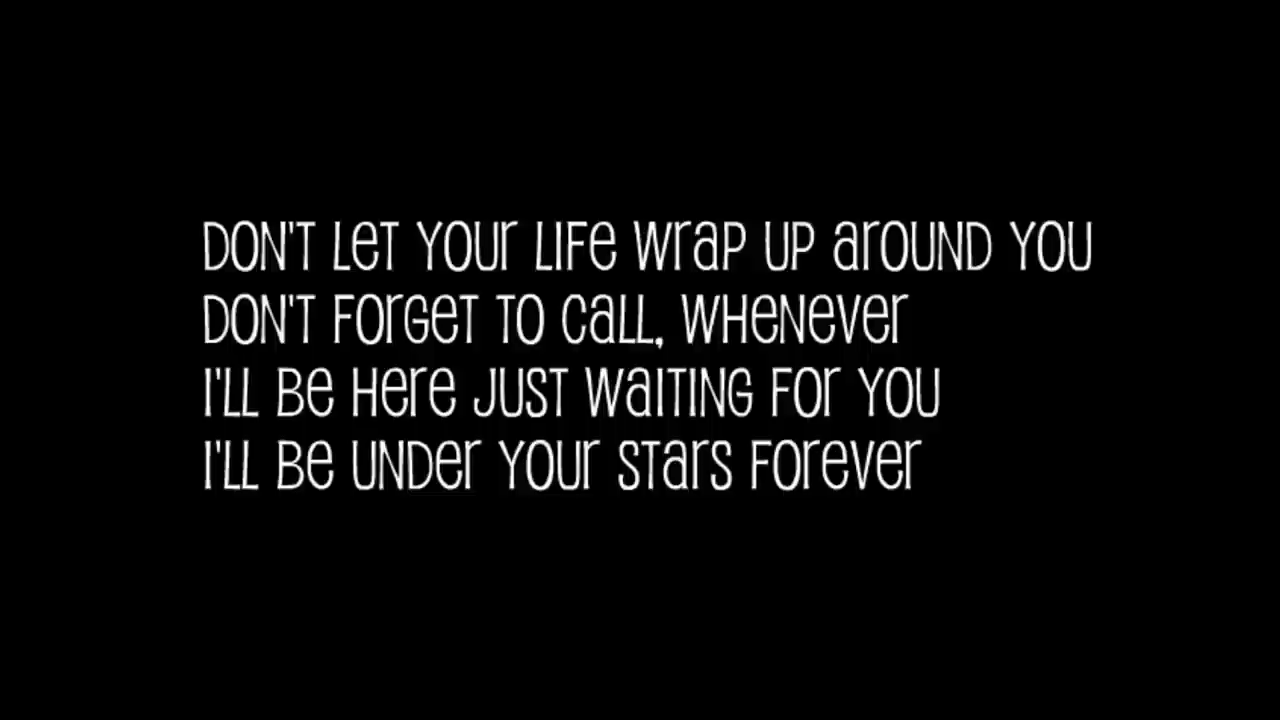 DON'T LET YOUR LIFE WRAP UP AROUND YOU
DON'T FORGET TO CALL, WHENEVER
I'LL BE HERE JUST WAITING FOR YOU
I'LL BE UNDER YOUR STARS FOREVER